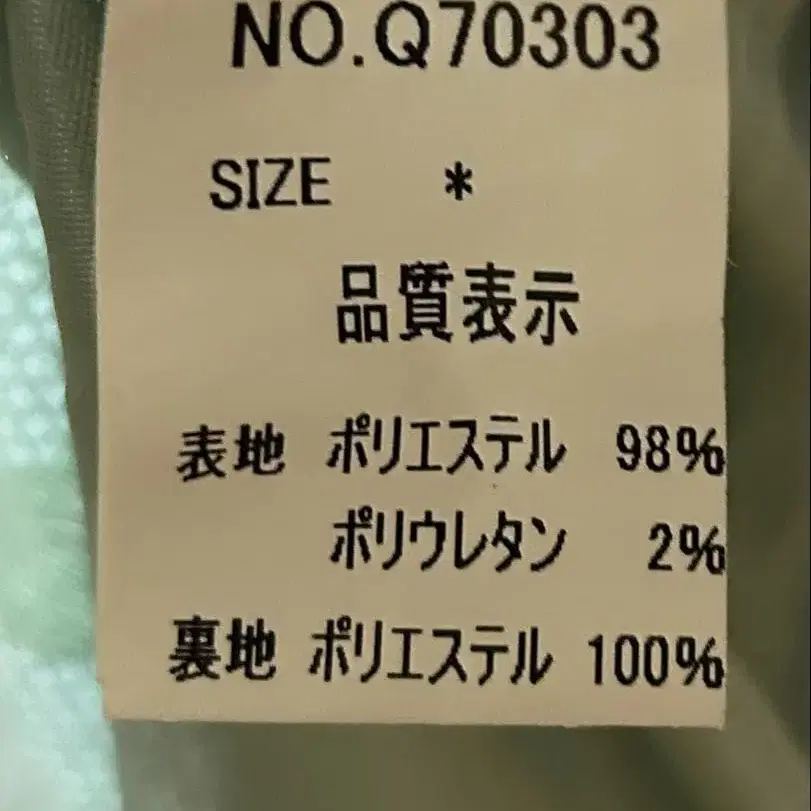 NO.Q70303
SIZE *
品質表示
表地 ポリエステル 98%
ポリウレタン 2%
裏地 ポリエステル 100%